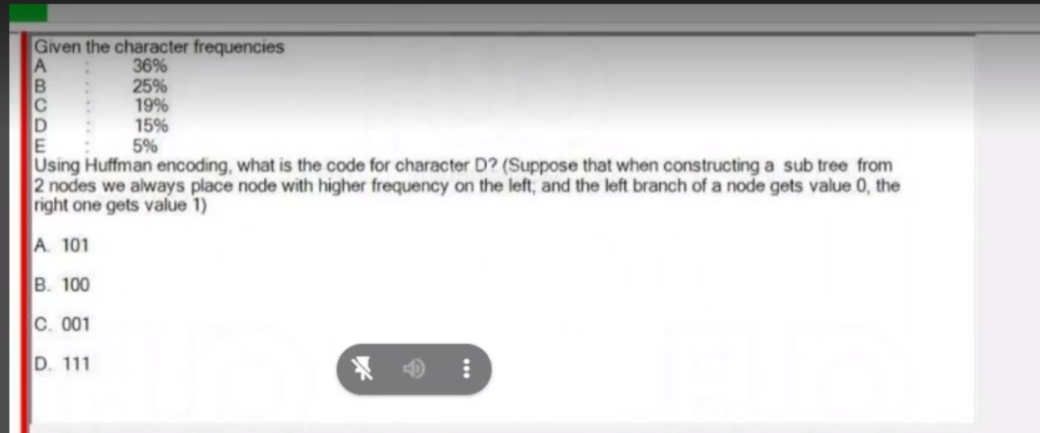 Given the character frequencies
A : 36%
B : 25%
C : 19%
D : 15%
E : 5%
Using Huffman encoding, what is the code for character D? (Suppose that when constructing a sub tree from
2 nodes we always place node with higher frequency on the left; and the left branch of a node gets value 0, the
right one gets value 1)
A. 101
B. 100
C. 001
D. 111